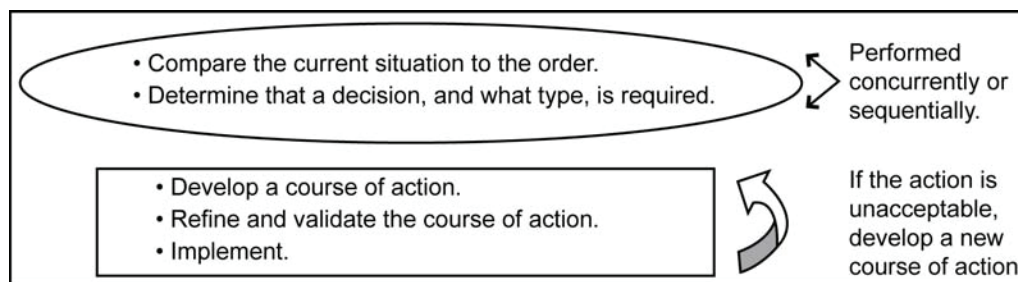 • Compare the current situation to the order.
• Determine that a decision, and what type, is required.
Performed
concurrently or
sequentially.
• Develop a course of action.
• Refine and validate the course of action.
• Implement.
If the action is
unacceptable,
develop a new
course of action